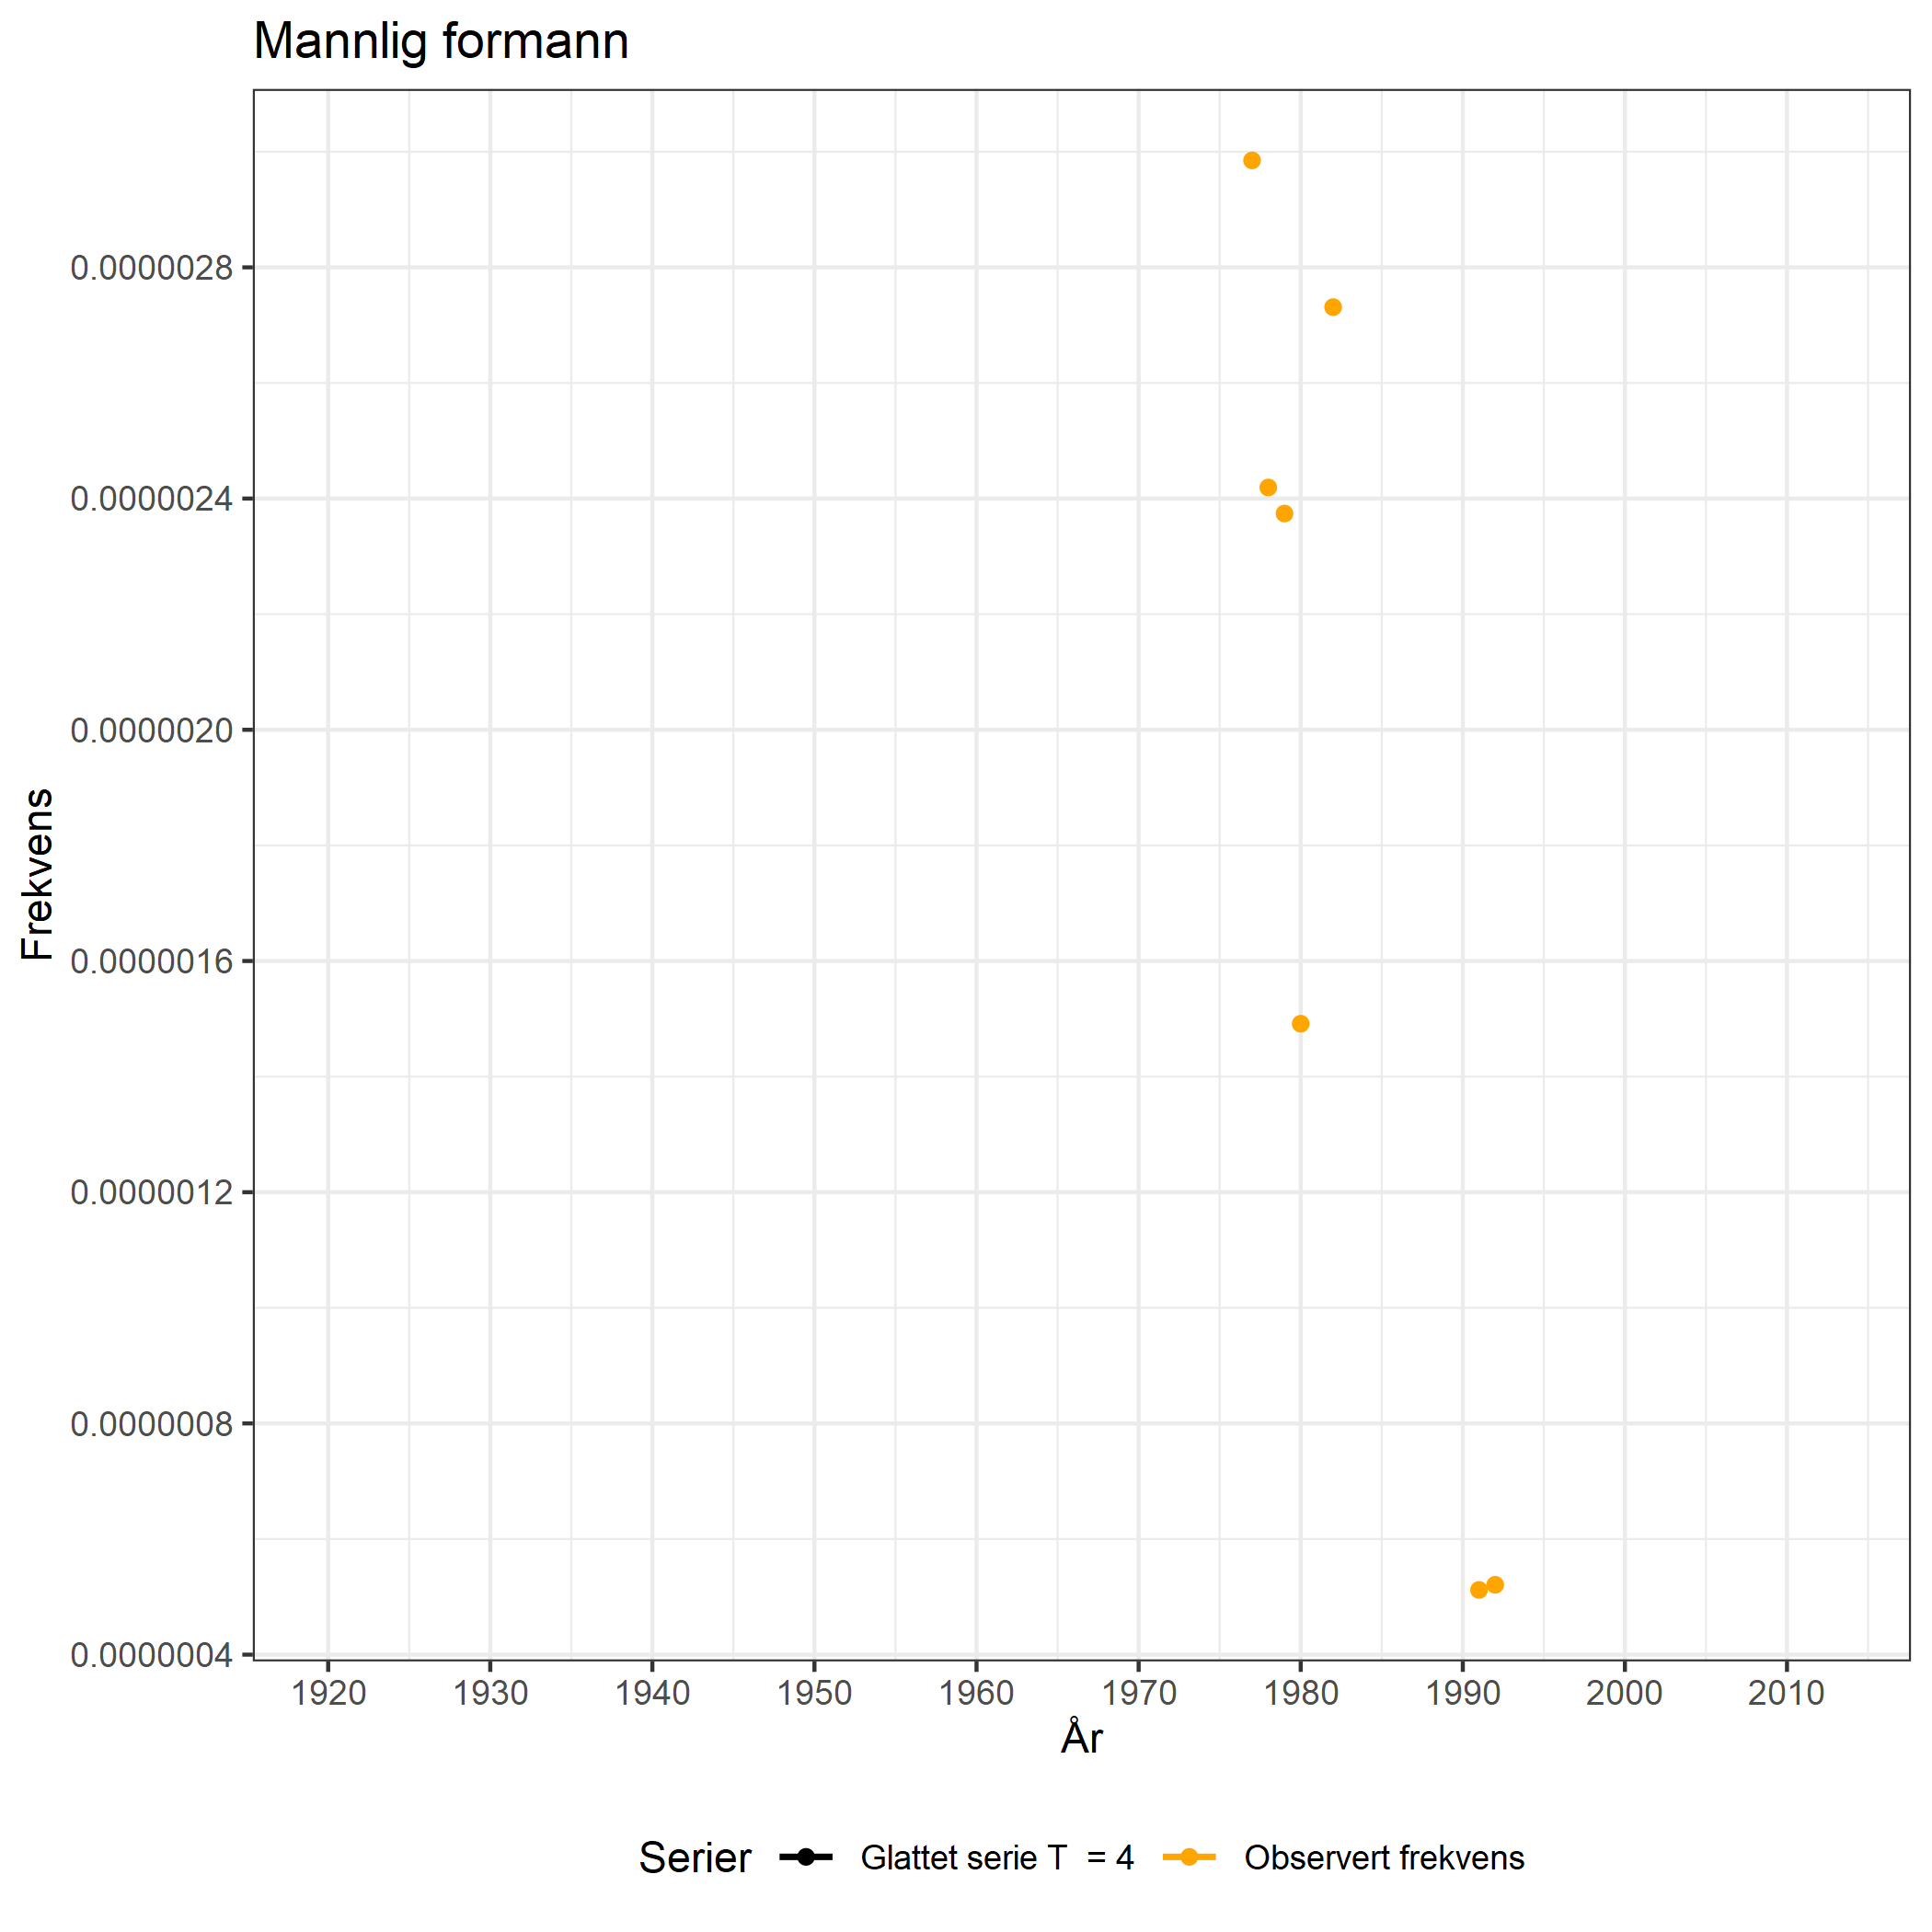 Mannlig formann
Frekvens
0.0000028
0.0000024
0.0000020
0.0000016
0.0000012
0.0000008
0.0000004
1920 1930 1940 1950 1960 1970 1980 1990 2000 2010
År
Serier Glattet serie T  = 4 Observert frekvens